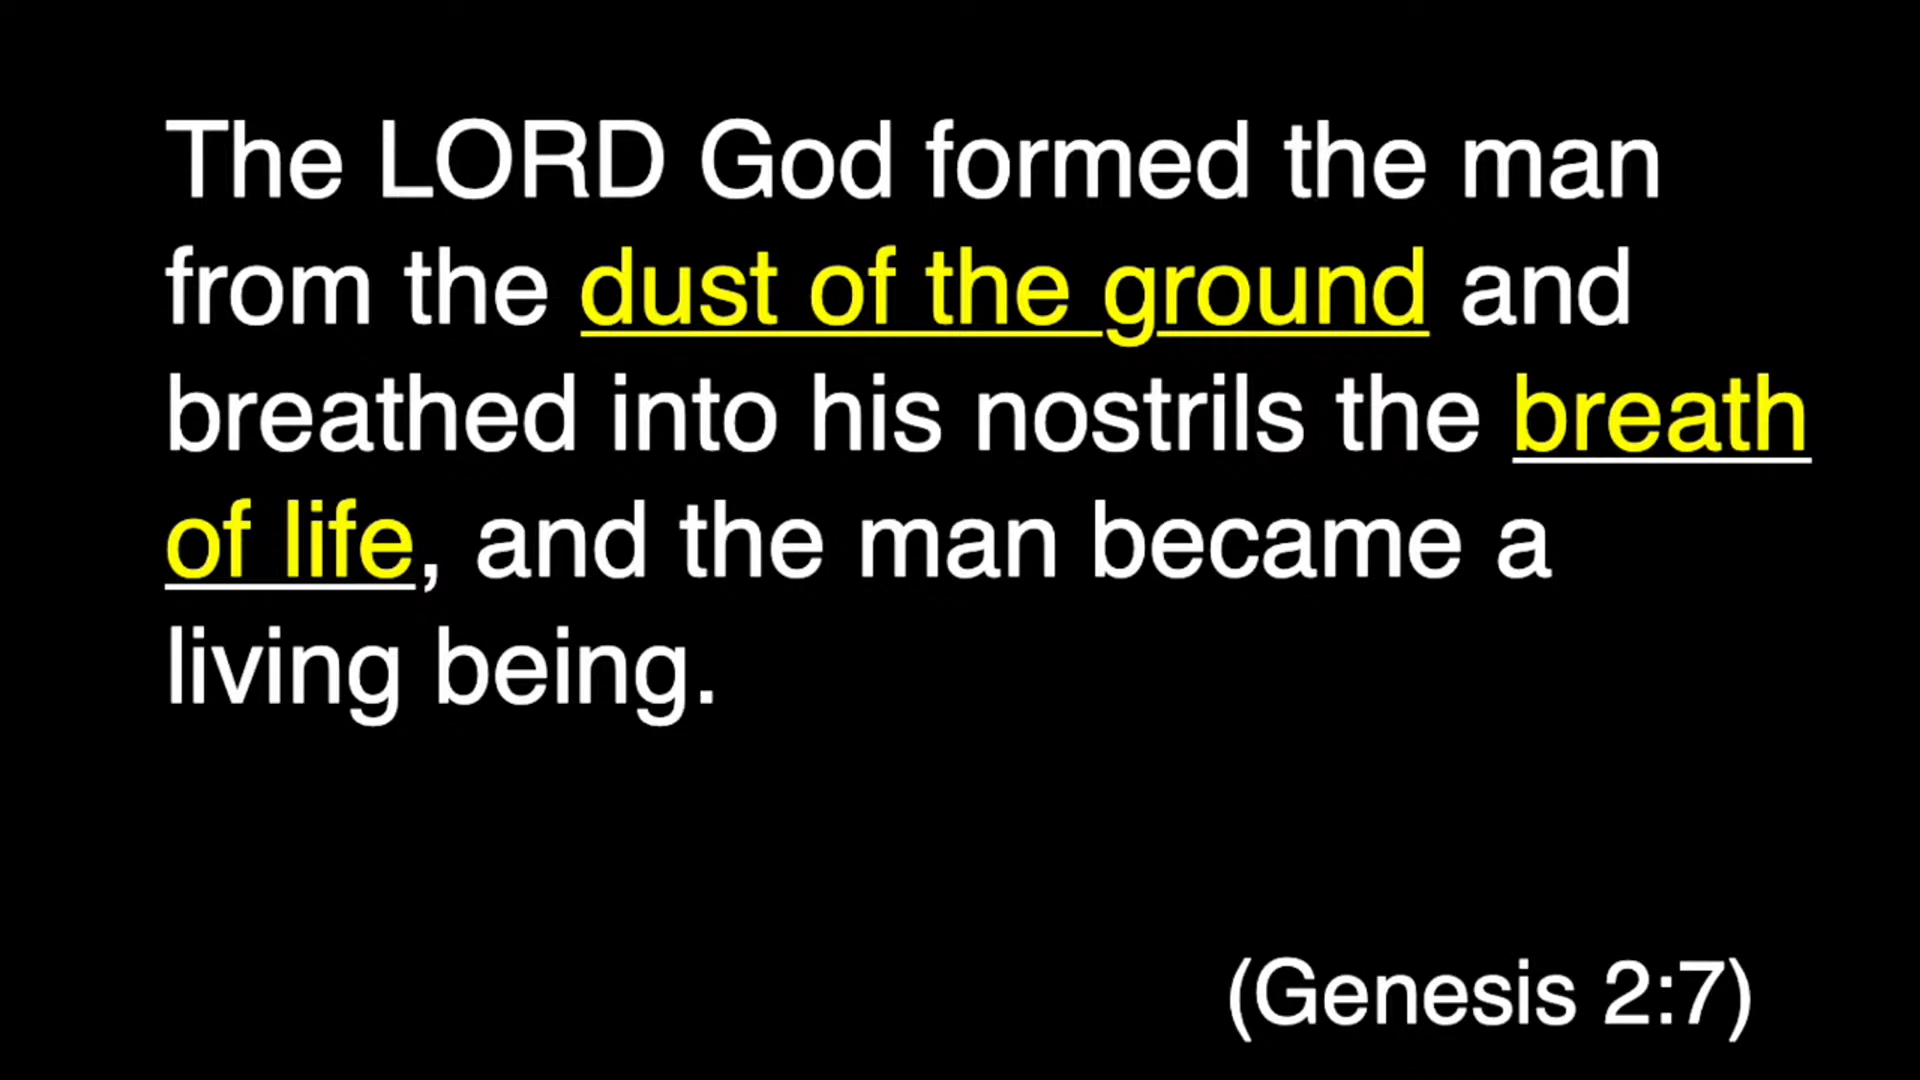 The LORD God formed the man
from the dust of the ground and
breathed into his nostrils the breath
of life, and the man became a
living being.
(Genesis 2:7)